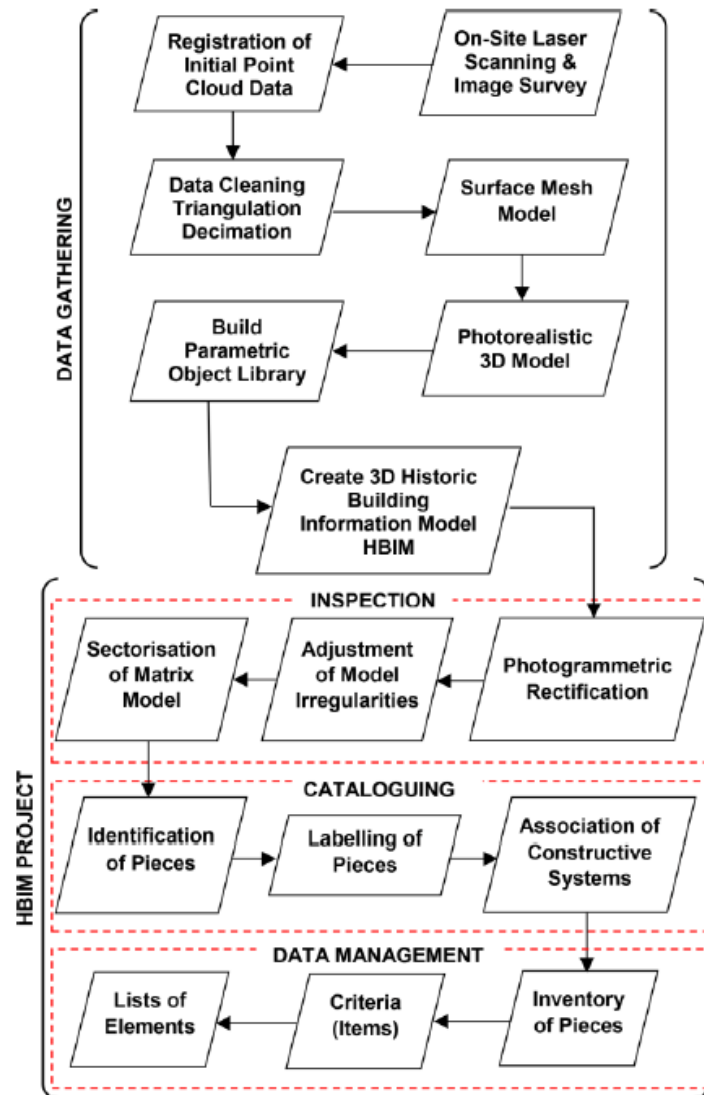 DATA GATHERING
On-Site Laser
Scanning &
Image Survey
Registration of
Initial Point
Cloud Data
Data Cleaning
Triangulation
Decimation
Surface Mesh
Model
Photorealistic
3D Model
Build
Parametric
Object Library
Create 3D Historic
Building
Information Model
HBIM
HBIM PROJECT
INSPECTION
Photogrammetric
Rectification
Adjustment
of Model
Irregularities
Sectorisation
of Matrix
Model
CATALOGUING
Identification
of Pieces
Labelling of
Pieces
Association of
Constructive
Systems
DATA MANAGEMENT
Inventory
of Pieces
Criteria
(Items)
Lists of
Elements